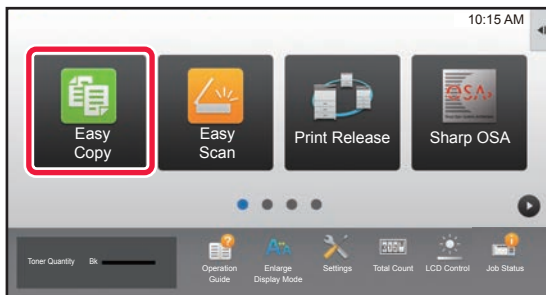 10:15 AM
Easy
Copy
Easy
Scan
Print Release
OSA
Sharp OSA
Toner Quantity Bk
Operation
Guide
Enlarge
Display Mode
Settings
Total Count
LCD Control
Job Status